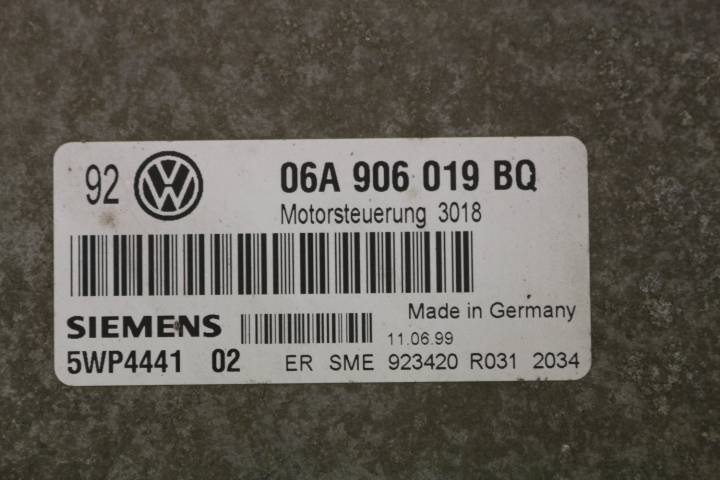 92 VW 06A 906 019 BQ
Motorsteuerung 3018
Made in Germany
SIEMENS 11.06.99
5WP4441 02 ER SME 923420 R031 2034